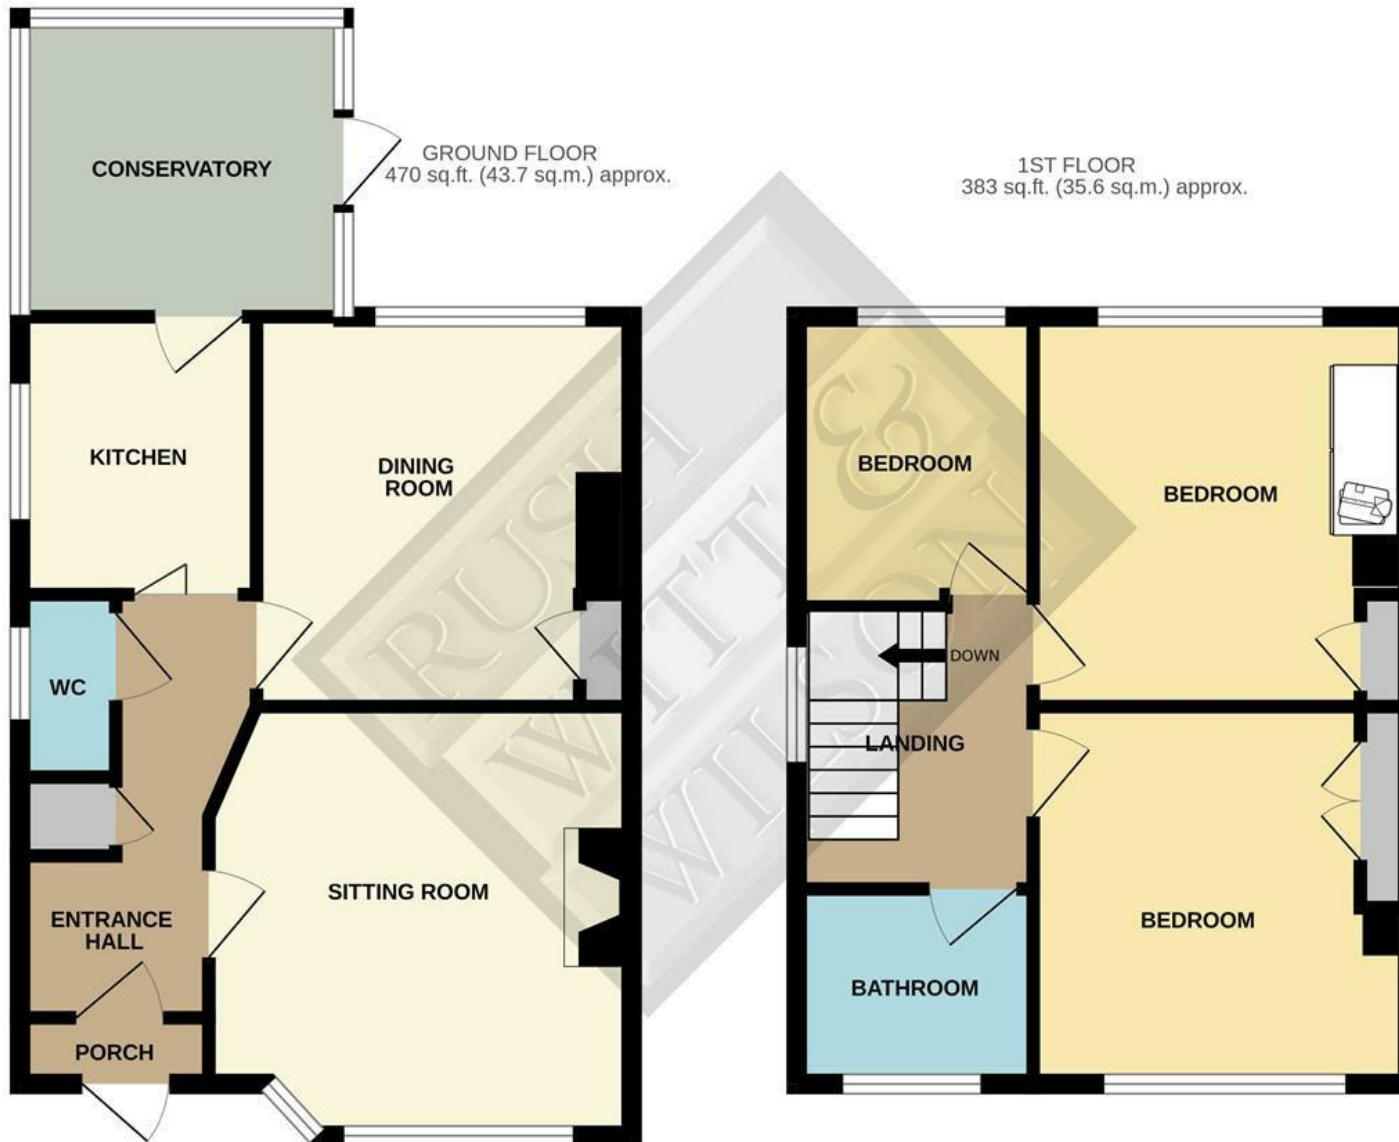 CONSERVATORY
GROUND FLOOR
470 sq.ft. (43.7 sq.m.) approx.
1ST FLOOR
383 sq.ft. (35.6 sq.m.) approx.
KITCHEN
DINING
ROOM
WC
SITTING ROOM
ENTRANCE
HALL
PORCH
BEDROOM
BEDROOM
DOWN
LANDING
BEDROOM
BATHROOM
RUSH
WITT &
WILSON